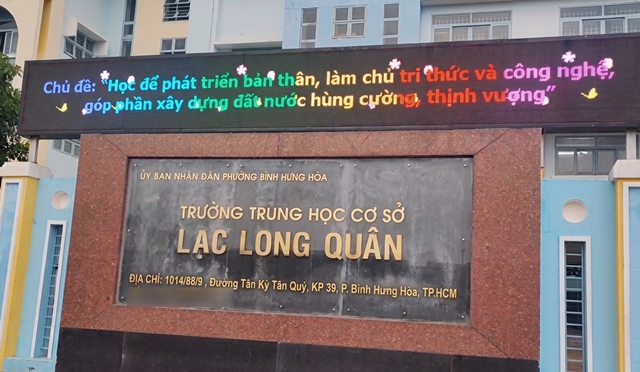 Chủ đề: “Học để phát triển bản thân, làm chủ tri thức và công nghệ,
góp phần xây dựng đất nước hùng cường, thịnh vượng”
ỦY BAN NHÂN DÂN PHƯỜNG BÌNH HƯNG HÒA
TRƯỜNG TRUNG HỌC CƠ SỞ
LẠC LONG QUÂN
ĐỊA CHỈ: 1014/88/9 , Đường Tân Kỳ Tân Quý, KP 39, P. Bình Hưng Hòa, TP.HCM